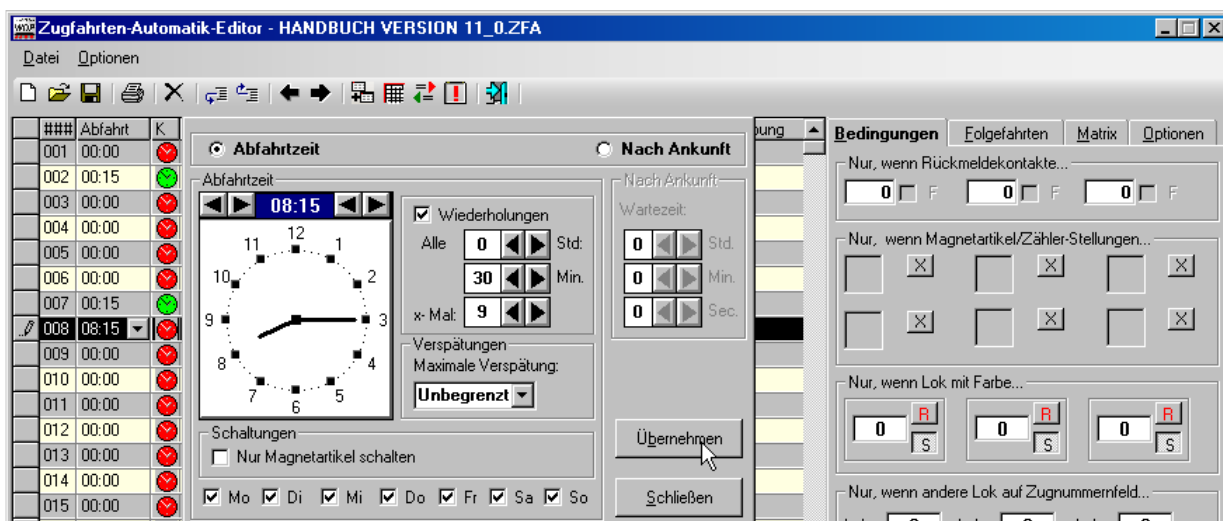 Zugfahrten-Automatik-Editor - HANDBUCH VERSION 11_0.ZFA
Datei Optionen
### Abfahrt K
001 00:00
002 00:15
003 00:00
004 00:00
005 00:00
006 00:00
007 00:15
008 08:15
009 00:00
010 00:00
011 00:00
012 00:00
013 00:00
014 00:00
015 00:00
Abfahrtzeit
Nach Ankunft
Abfahrtzeit
08:15
12
1
2
3
4
5
6
7
8
9
10
11
Wiederholungen
Alle 0 Std:
30 Min.
x- Mal: 9
Verspätungen
Maximale Verspätung:
Unbegrenzt
Schaltungen
Nur Magnetartikel schalten
Mo Di Mi Do Fr Sa So
Nach Ankunft
Wartezeit:
0 Std.
0 Min.
0 Sec.
Übernehmen
Schließen
Bedingungen Folgefahrten Matrix Optionen
Nur, wenn Rückmeldekontakte...
0 F 0 F 0 F
Nur, wenn Magnetartikel/Zähler-Stellungen...
X X X
X X X
Nur, wenn Lok mit Farbe...
0 R S 0 R S 0 R S
Nur, wenn andere Lok auf Zugnummernfeld...